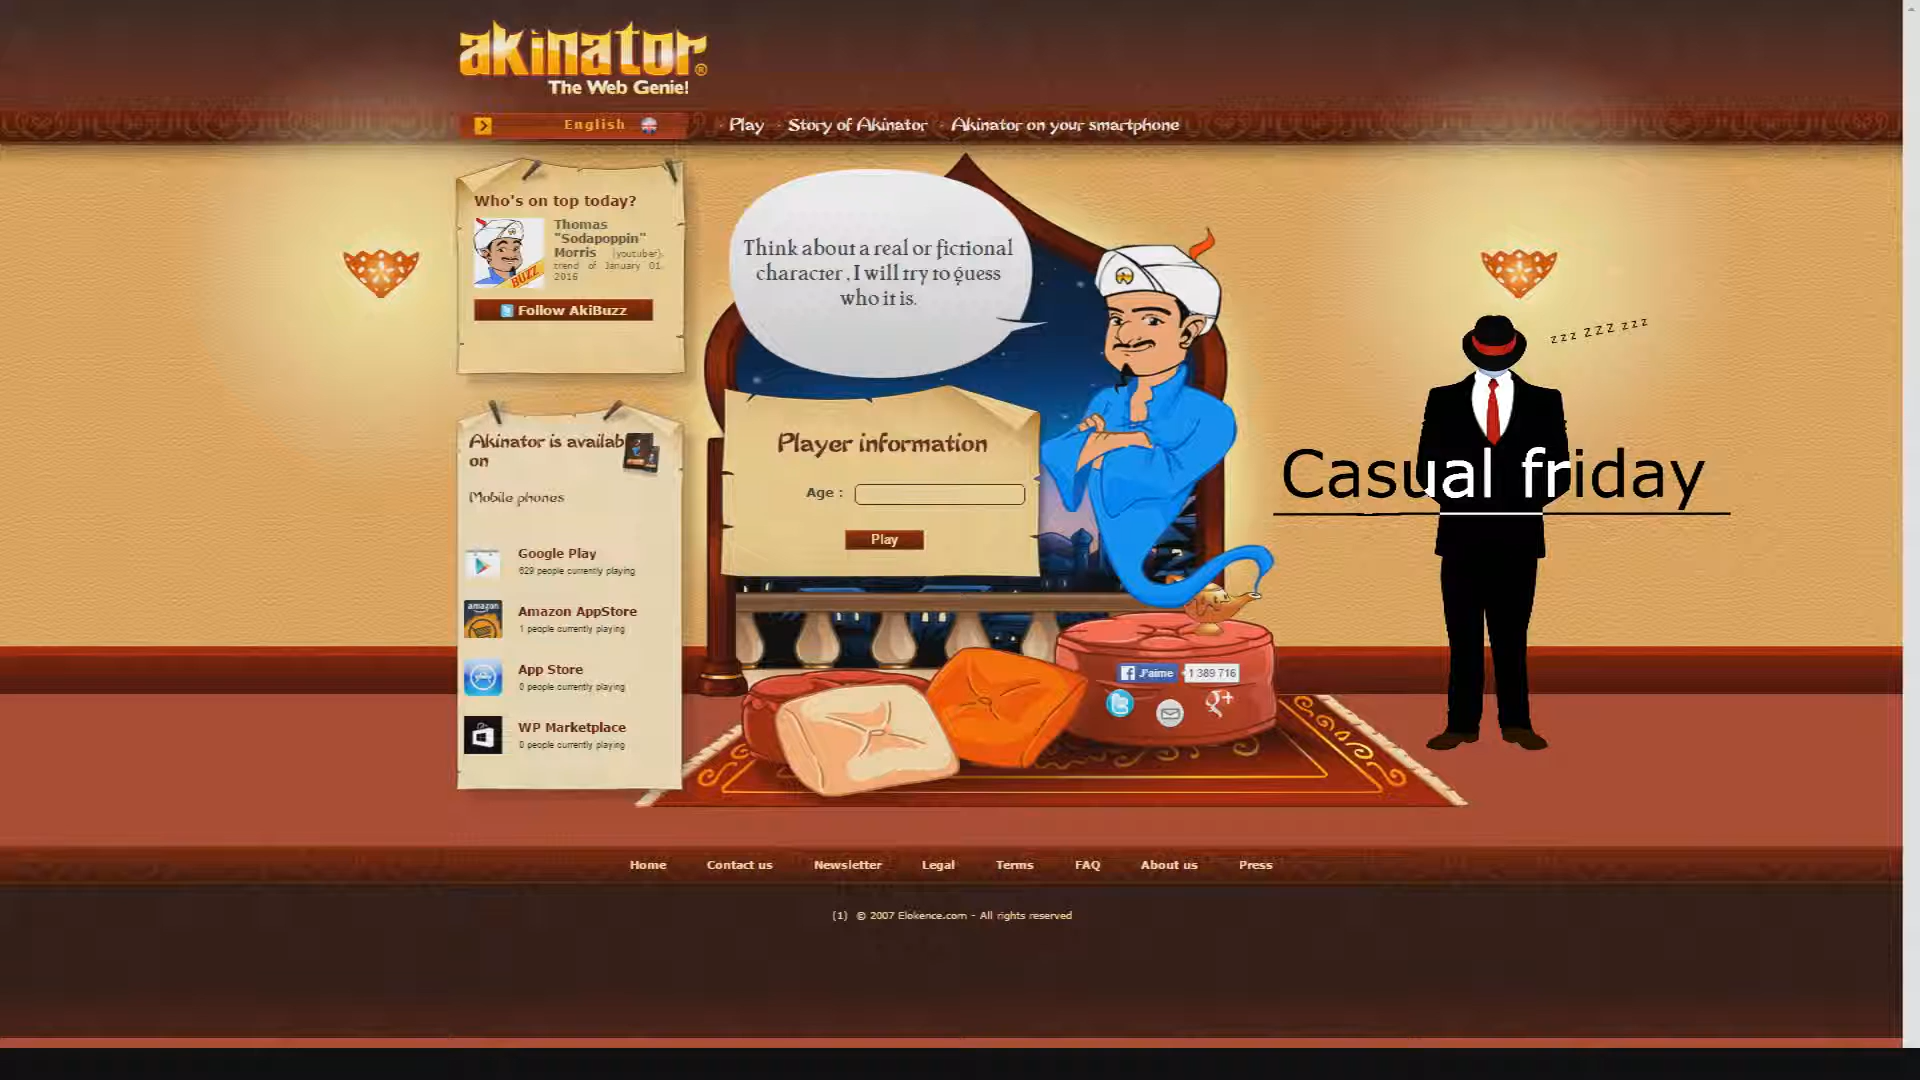 akinator®
The Web Genie!
English
Play
Story of Akinator
Akinator on your smartphone
Who's on top today?
Thomas
"Sodapoppin"
Morris (youtuber),
trend of January 01,
2016
BUZZ
Follow AkiBuzz
Think about a real or fictional
character. I will try to guess
who it is.
Akinator is availab
on
Mobile phones
Google Play
629 people currently playing
amazon
Amazon AppStore
1 people currently playing
App Store
0 people currently playing
WP Marketplace
0 people currently playing
Player information
Age :
Play
J'aime
1 389 716
zzz ZZZ zzz
Casual friday
Home
Contact us
Newsletter
Legal
Terms
FAQ
About us
Press
(1) © 2007 Elokence.com - All rights reserved